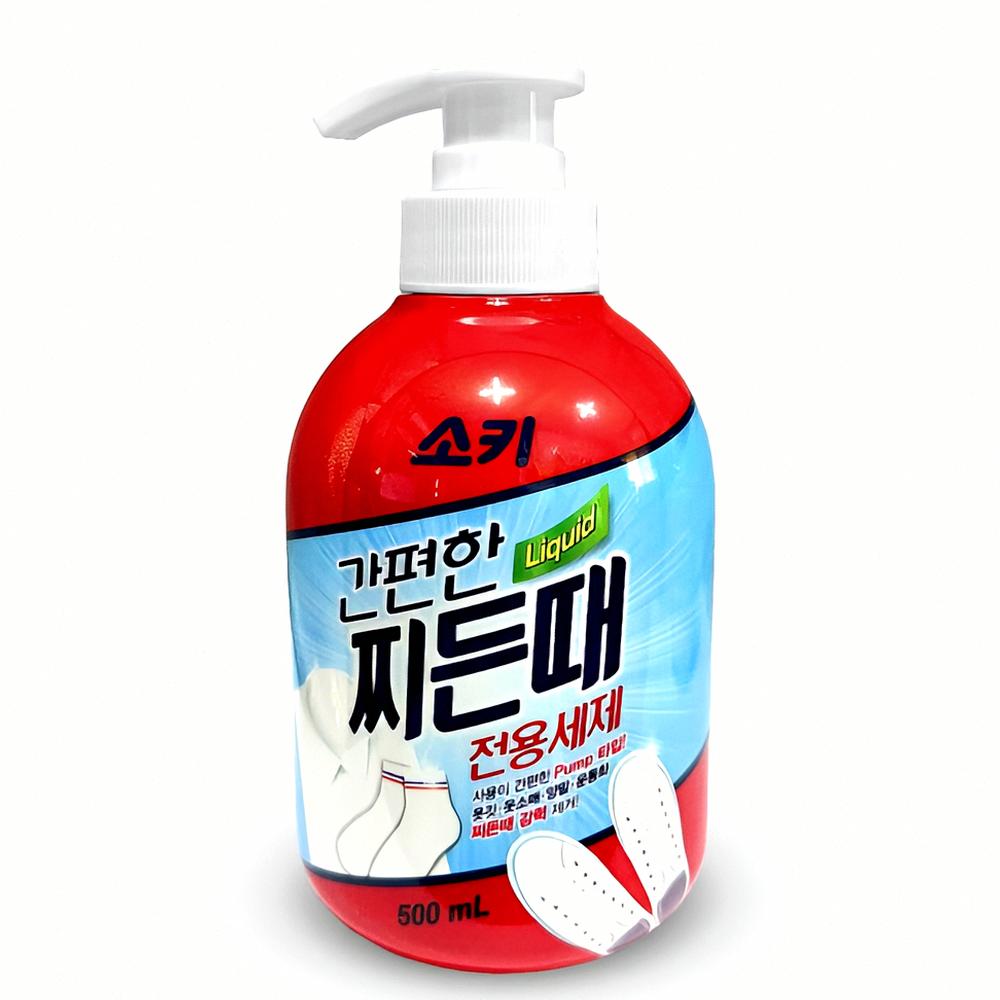 소키
간편한 Liquid
찌든때
전용세제
사용이 간편한 Pump 타입!
옷깃·옷소매·양말·운동화
찌든때 강력 제거!
500 mL